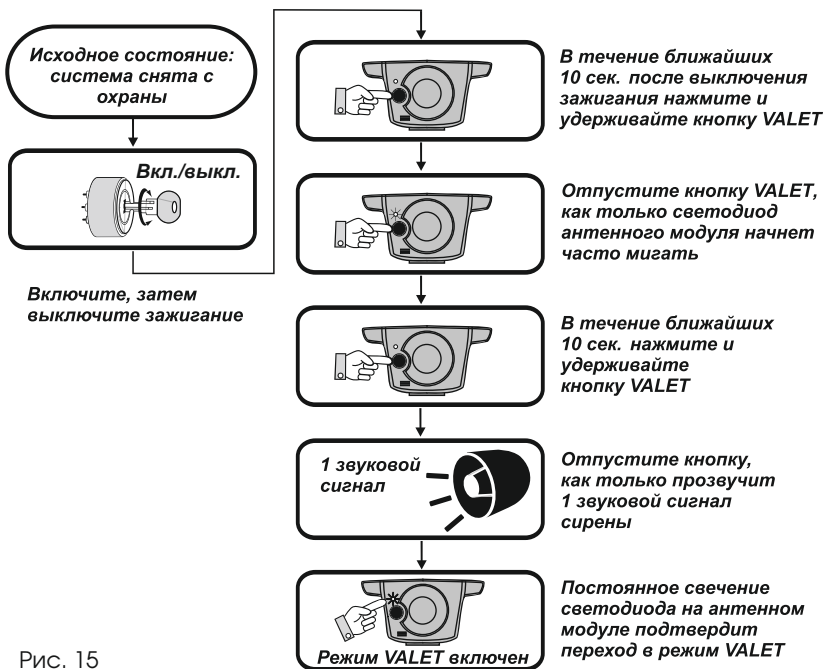 Исходное состояние:
система снята с
охраны
Вкл./выкл.
Включите, затем
выключите зажигание
В течение ближайших
10 сек. после выключения
зажигания нажмите и
удерживайте кнопку VALET
Отпустите кнопку VALET,
как только светодиод
антенного модуля начнет
часто мигать
В течение ближайших
10 сек. нажмите и
удерживайте
кнопку VALET
1 звуковой
сигнал
Отпустите кнопку,
как только прозвучит
1 звуковой сигнал
сирены
Режим VALET включен
Постоянное свечение
светодиода на антенном
модуле подтвердит
переход в режим VALET
Рис. 15